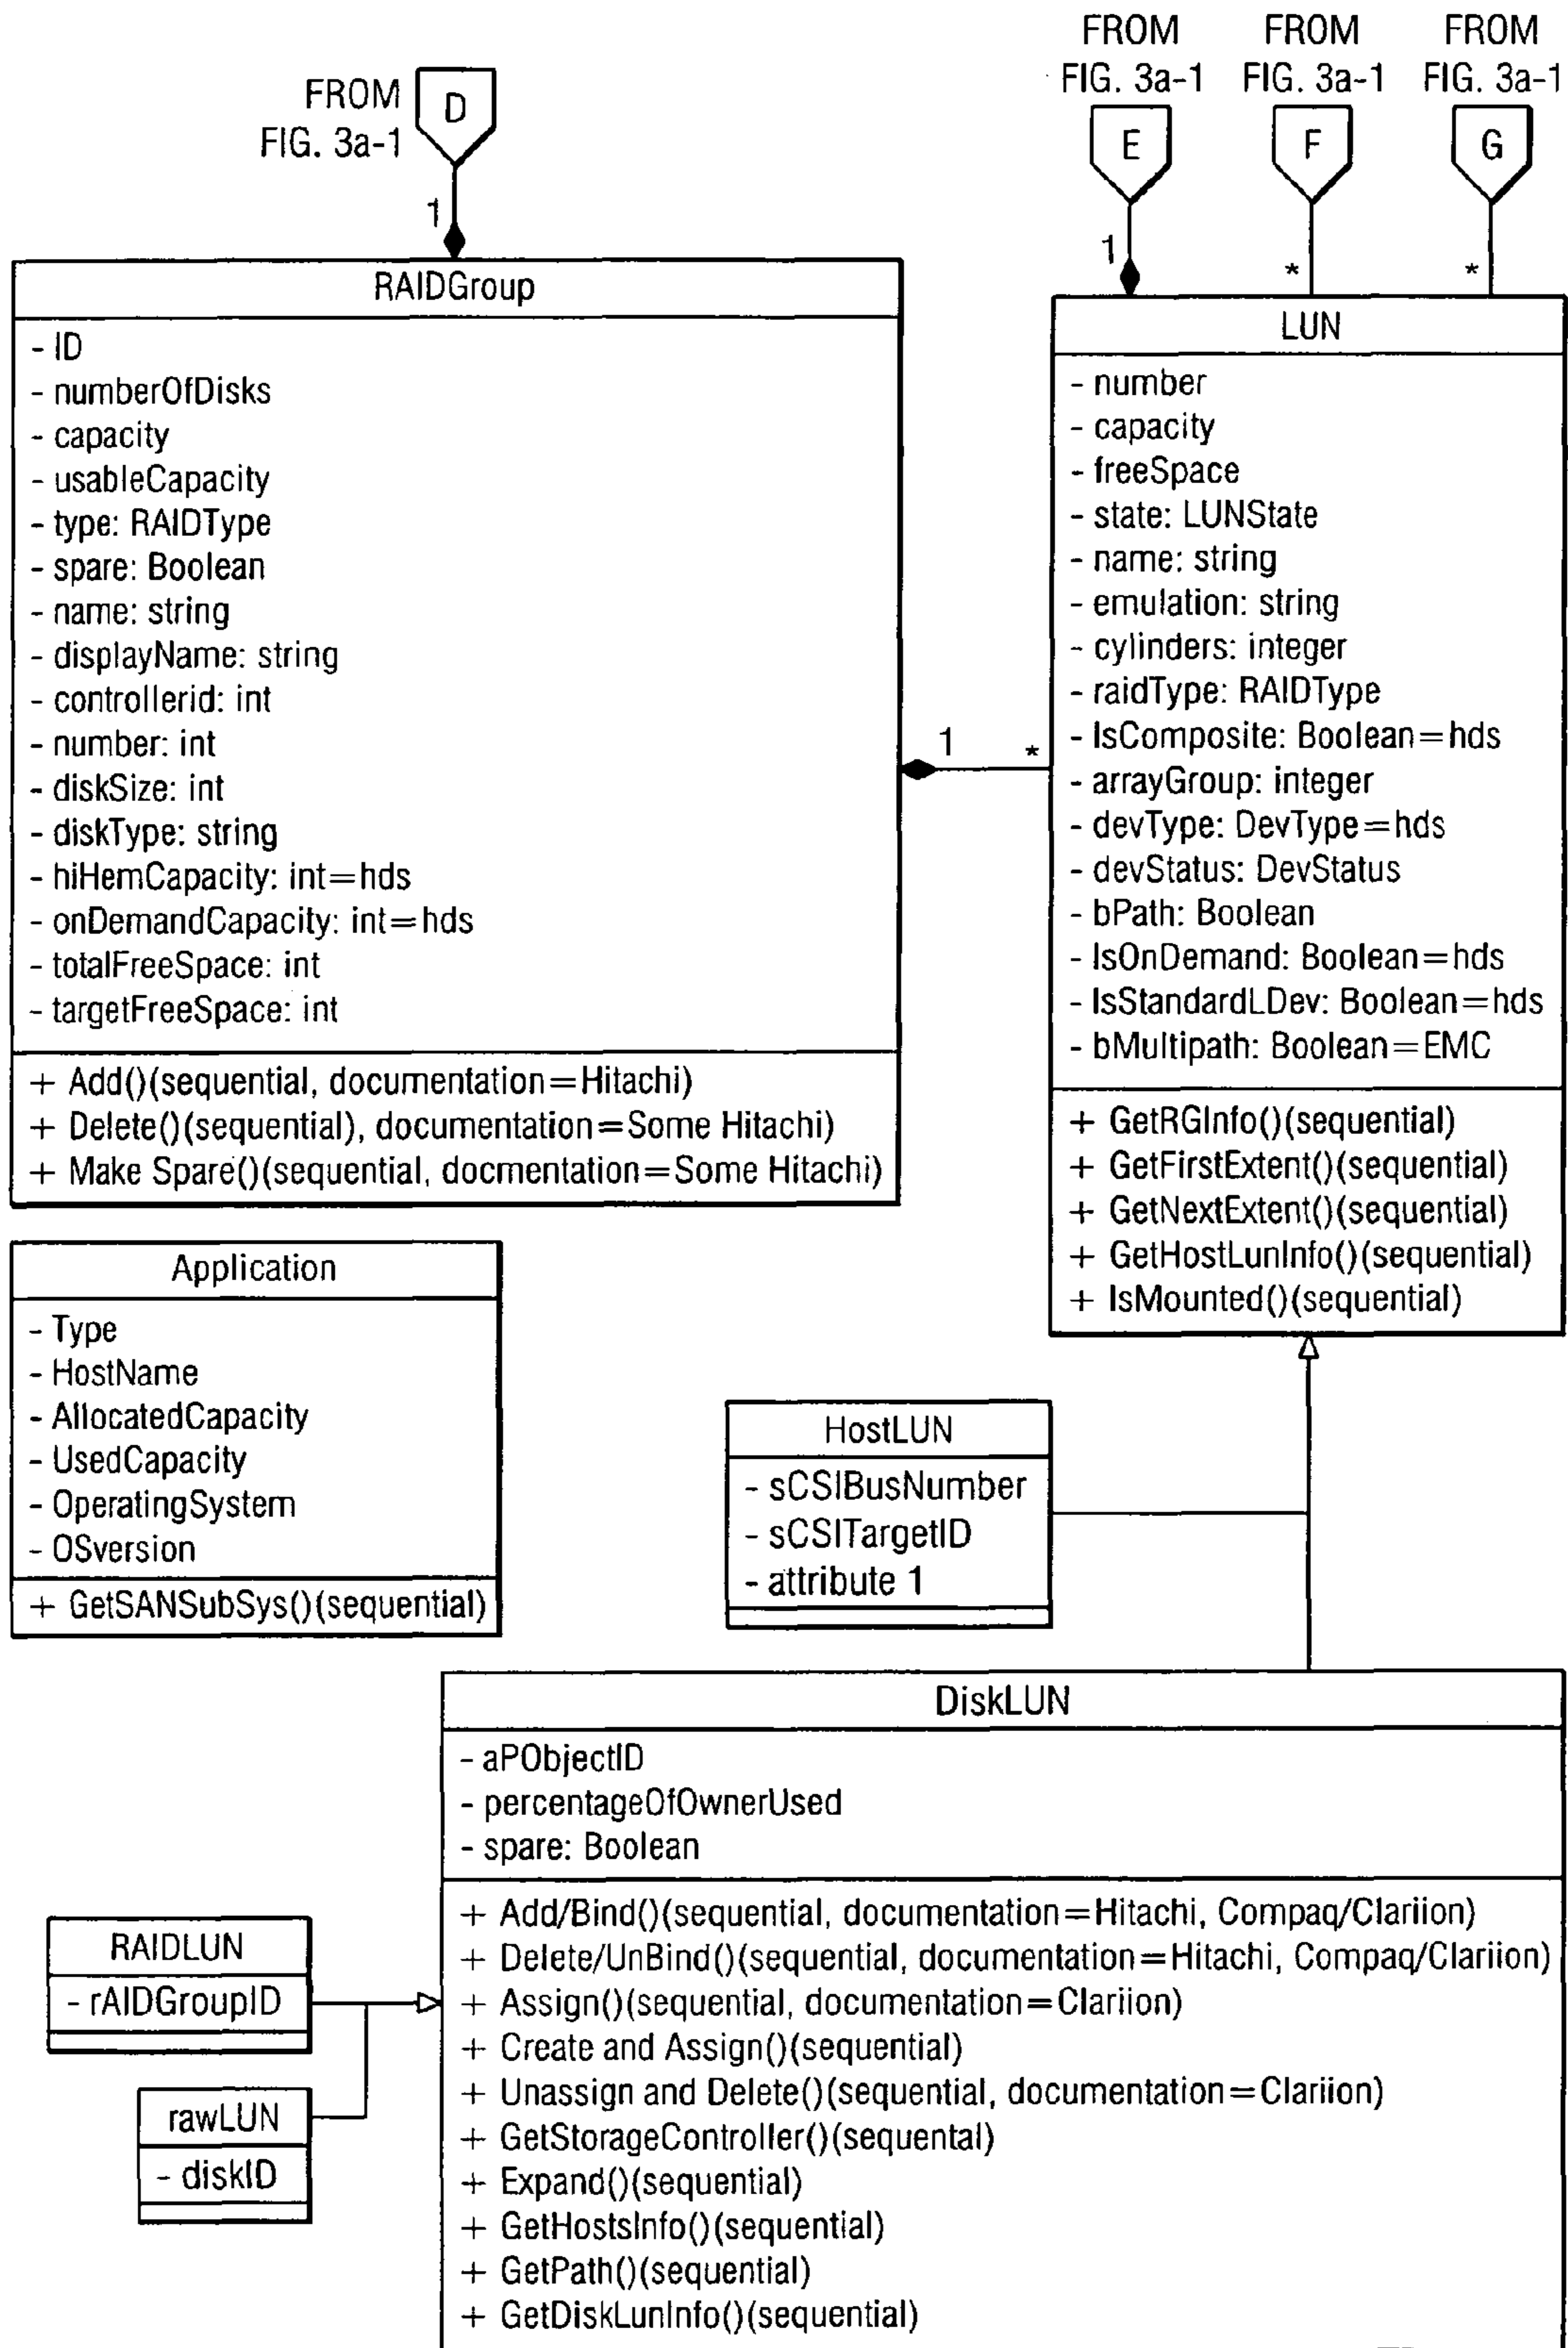 FROM
FIG. 3a-1
D
1
FROM
FIG. 3a-1
E
1
FROM
FIG. 3a-1
F
*
FROM
FIG. 3a-1
G
*
RAIDGroup
- ID
- numberOfDisks
- capacity
- usableCapacity
- type: RAIDType
- spare: Boolean
- name: string
- displayName: string
- controllerid: int
- number: int
- diskSize: int
- diskType: string
- hiHemCapacity: int=hds
- onDemandCapacity: int=hds
- totalFreeSpace: int
- targetFreeSpace: int
+ Add()(sequential, documentation=Hitachi)
+ Delete()(sequential), documentation=Some Hitachi)
+ Make Spare()(sequential, docmentation=Some Hitachi)
1 *
LUN
- number
- capacity
- freeSpace
- state: LUNState
- name: string
- emulation: string
- cylinders: integer
- raidType: RAIDType
- IsComposite: Boolean=hds
- arrayGroup: integer
- devType: DevType=hds
- devStatus: DevStatus
- bPath: Boolean
- IsOnDemand: Boolean=hds
- IsStandardLDev: Boolean=hds
- bMultipath: Boolean=EMC
+ GetRGInfo()(sequential)
+ GetFirstExtent()(sequential)
+ GetNextExtent()(sequential)
+ GetHostLunInfo()(sequential)
+ IsMounted()(sequential)
Application
- Type
- HostName
- AllocatedCapacity
- UsedCapacity
- OperatingSystem
- OSversion
+ GetSANSubSys()(sequential)
HostLUN
- sCSIBusNumber
- sCSITargetID
- attribute 1
DiskLUN
- aPObjectID
- percentageOfOwnerUsed
- spare: Boolean
+ Add/Bind()(sequential, documentation=Hitachi, Compaq/Clariion)
+ Delete/UnBind()(sequential, documentation=Hitachi, Compaq/Clariion)
+ Assign()(sequential, documentation=Clariion)
+ Create and Assign()(sequential)
+ Unassign and Delete()(sequential, documentation=Clariion)
+ GetStorageController()(sequental)
+ Expand()(sequential)
+ GetHostsInfo()(sequential)
+ GetPath()(sequential)
+ GetDiskLunInfo()(sequential)
RAIDLUN
- rAIDGroupID
rawLUN
- diskID